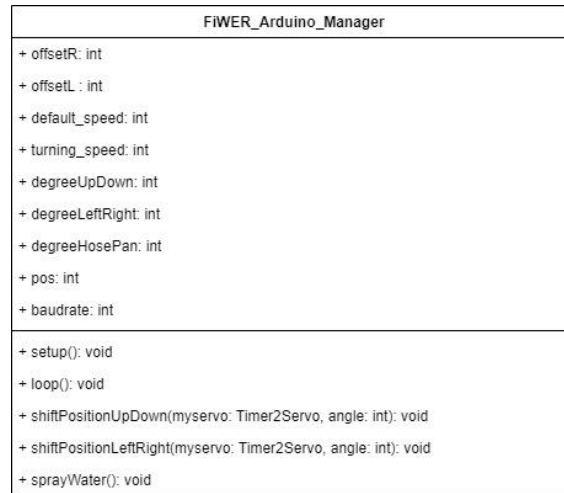 FiWER_Arduino_Manager
+ offsetR: int
+ offsetL : int
+ default_speed: int
+ turning_speed: int
+ degreeUpDown: int
+ degreeLeftRight: int
+ degreeHosePan: int
+ pos: int
+ baudrate: int
+ setup(): void
+ loop(): void
+ shiftPositionUpDown(myservo: Timer2Servo, angle: int): void
+ shiftPositionLeftRight(myservo: Timer2Servo, angle: int): void
+ sprayWater(): void